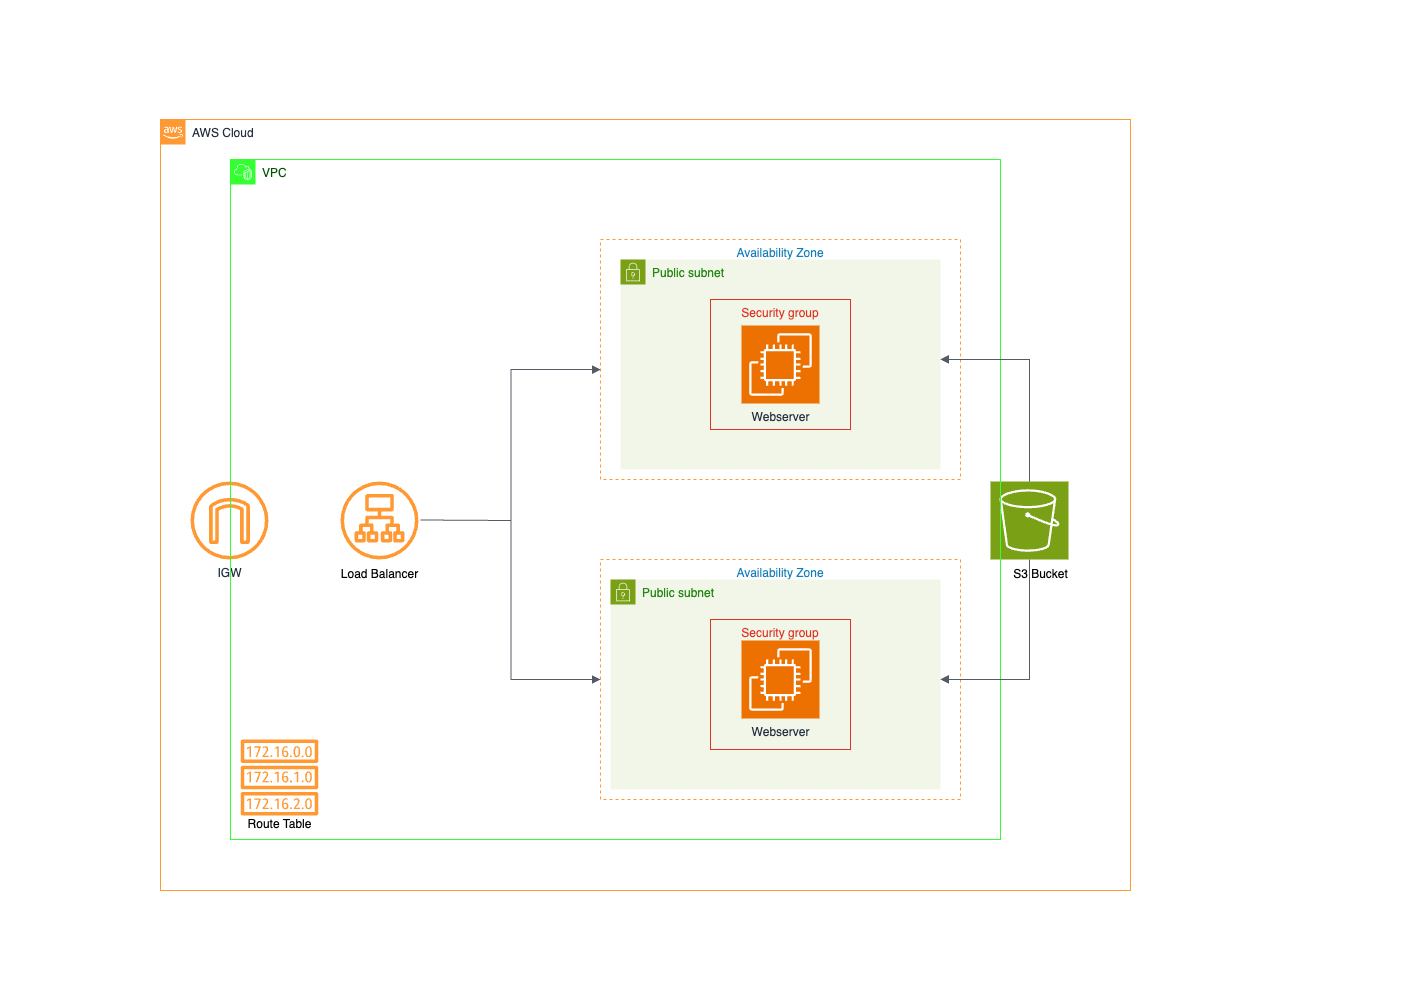 aws
AWS Cloud
VPC
Availability Zone
Public subnet
Security group
Webserver
IGW
Load Balancer
S3 Bucket
Availability Zone
Public subnet
Security group
Webserver
172.16.0.0
172.16.1.0
172.16.2.0
Route Table